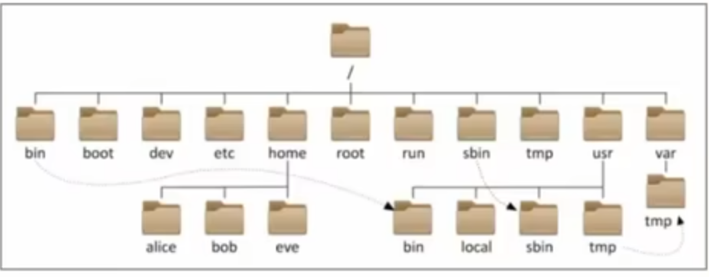 /
bin boot dev etc home root run sbin tmp usr var
tmp
alice bob eve bin local sbin tmp